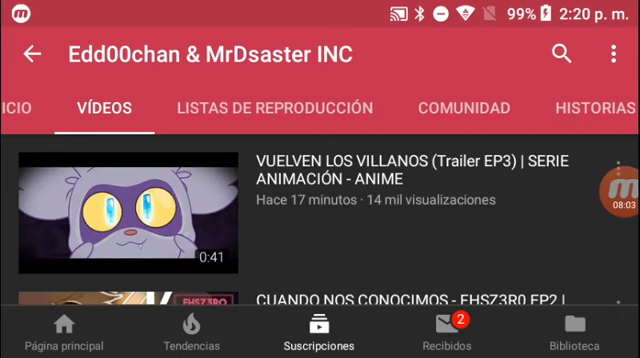 99% 2:20 p. m.
Edd00chan & MrDsaster INC
ICIO VÍDEOS LISTAS DE REPRODUCCIÓN COMUNIDAD HISTORIAS
VUELVEN LOS VILLANOS (Trailer EP3) | SERIE
ANIMACIÓN - ANIME
Hace 17 minutos · 14 mil visualizaciones
08:03
0:41
EHSZ3RO
CUANDO NOS CONOCIMOS - EHSZ3R0 EP2 |
2
Página principal Tendencias Suscripciones Recibidos Biblioteca